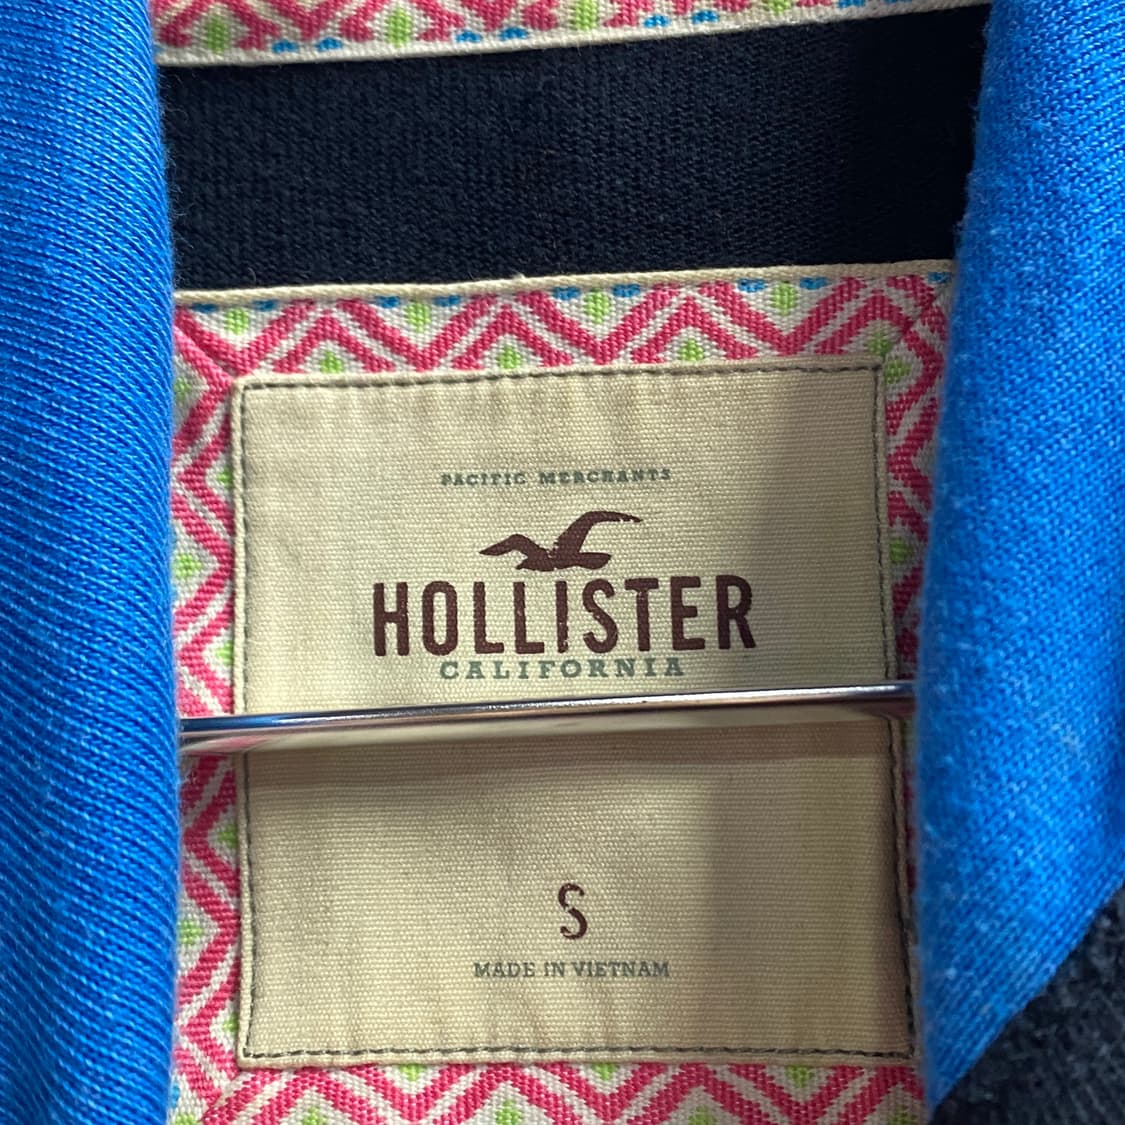 PACIFIC MERCHANTS
HOLLISTER
CALIFORNIA
S
MADE IN VIETNAM